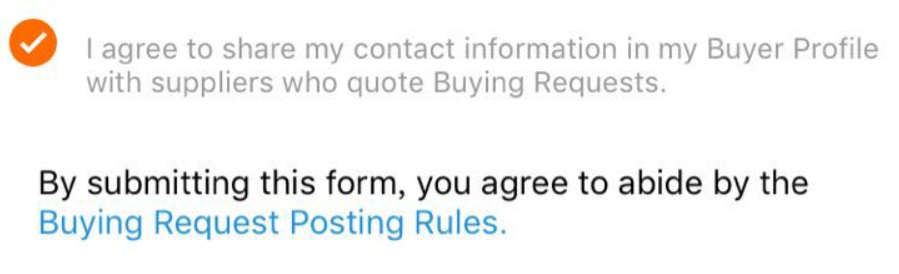 I agree to share my contact information in my Buyer Profile
with suppliers who quote Buying Requests.
By submitting this form, you agree to abide by the
Buying Request Posting Rules.